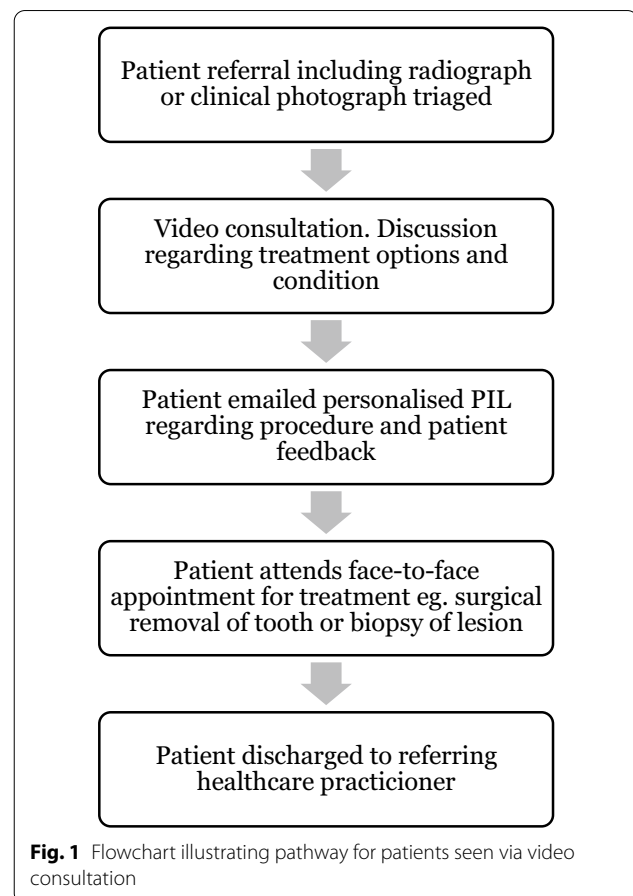 Patient referral including radiograph
or clinical photograph triaged
Video consultation. Discussion
regarding treatment options and
condition
Patient emailed personalised PIL
regarding procedure and patient
feedback
Patient attends face-to-face
appointment for treatment eg. surgical
removal of tooth or biopsy of lesion
Patient discharged to referring
healthcare practicioner
Fig. 1 Flowchart illustrating pathway for patients seen via video
consultation